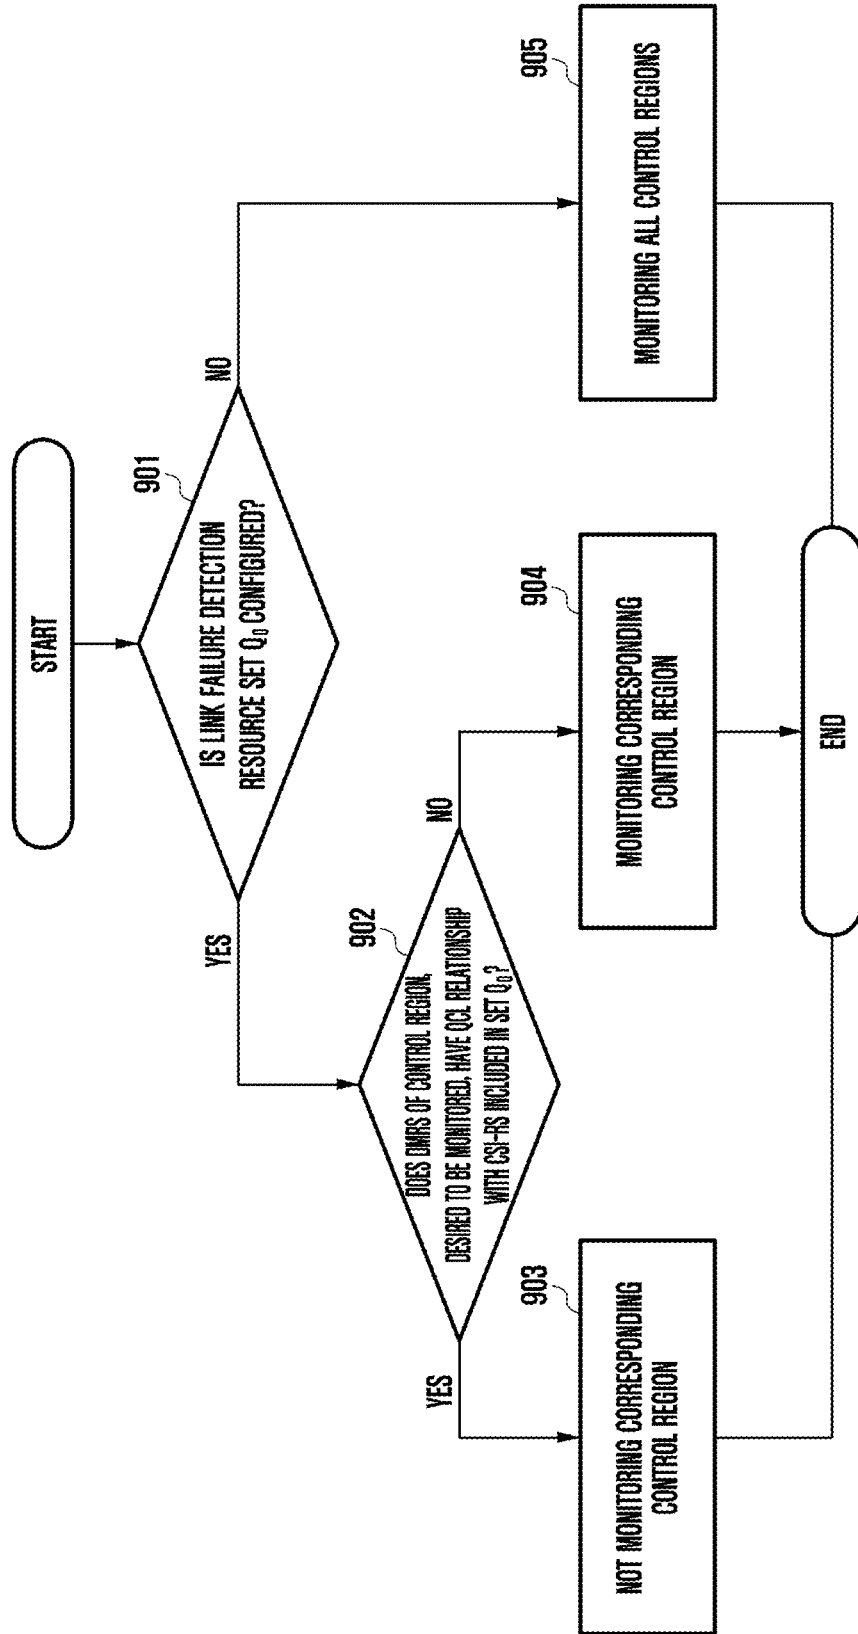 START
901
IS LINK FAILURE DETECTION
RESOURCE SET Q₀ CONFIGURED?
YES
NO
902
DOES DMRS OF CONTROL REGION,
DESIRED TO BE MONITORED, HAVE QCL RELATIONSHIP
WITH CSI-RS INCLUDED IN SET Q₀?
YES
NO
903
NOT MONITORING CORRESPONDING
CONTROL REGION
904
MONITORING CORRESPONDING
CONTROL REGION
905
MONITORING ALL CONTROL REGIONS
END